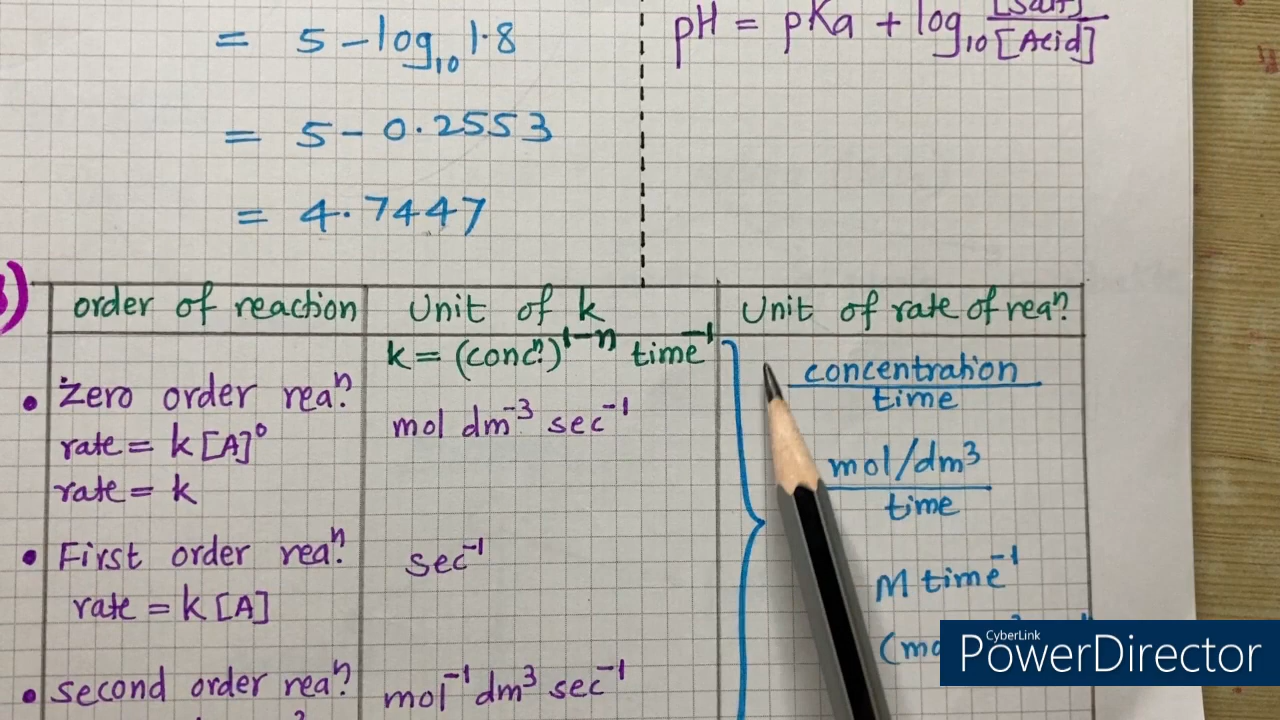 = 5 - log₁₀ 1.8
= 5 - 0.2553
= 4.7447
pH = pKa + log₁₀ [Salt]/[Acid]
order of reaction
Unit of k
Unit of rate of reaⁿ.
k = (concⁿ.)¹⁻ⁿ time⁻¹
• Zero order reaⁿ.
rate = k [A]⁰
rate = k
mol dm⁻³ sec⁻¹
concentration
time
mol/dm³
time
• First order reaⁿ.
rate = k [A]
sec⁻¹
M time⁻¹
• second order reaⁿ.
mol⁻¹ dm³ sec⁻¹
CyberLink
PowerDirector